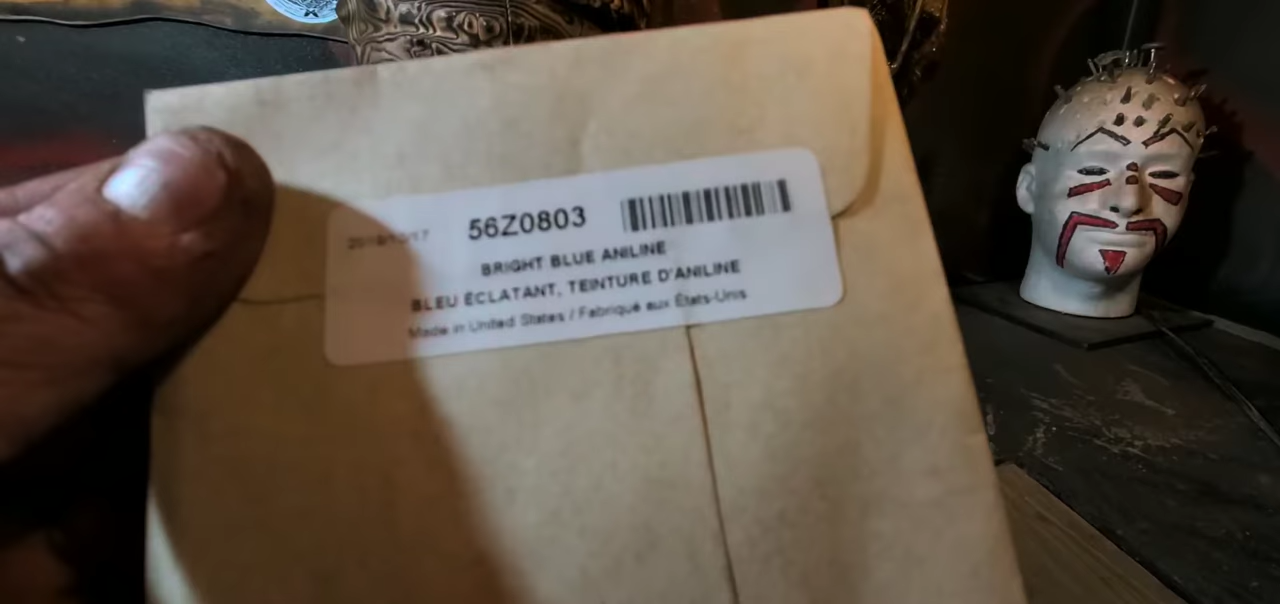 56Z0803
BRIGHT BLUE ANILINE
BLEU ÉCLATANT, TEINTURE D'ANILINE
Made in United States / Fabriqué aux États-Unis